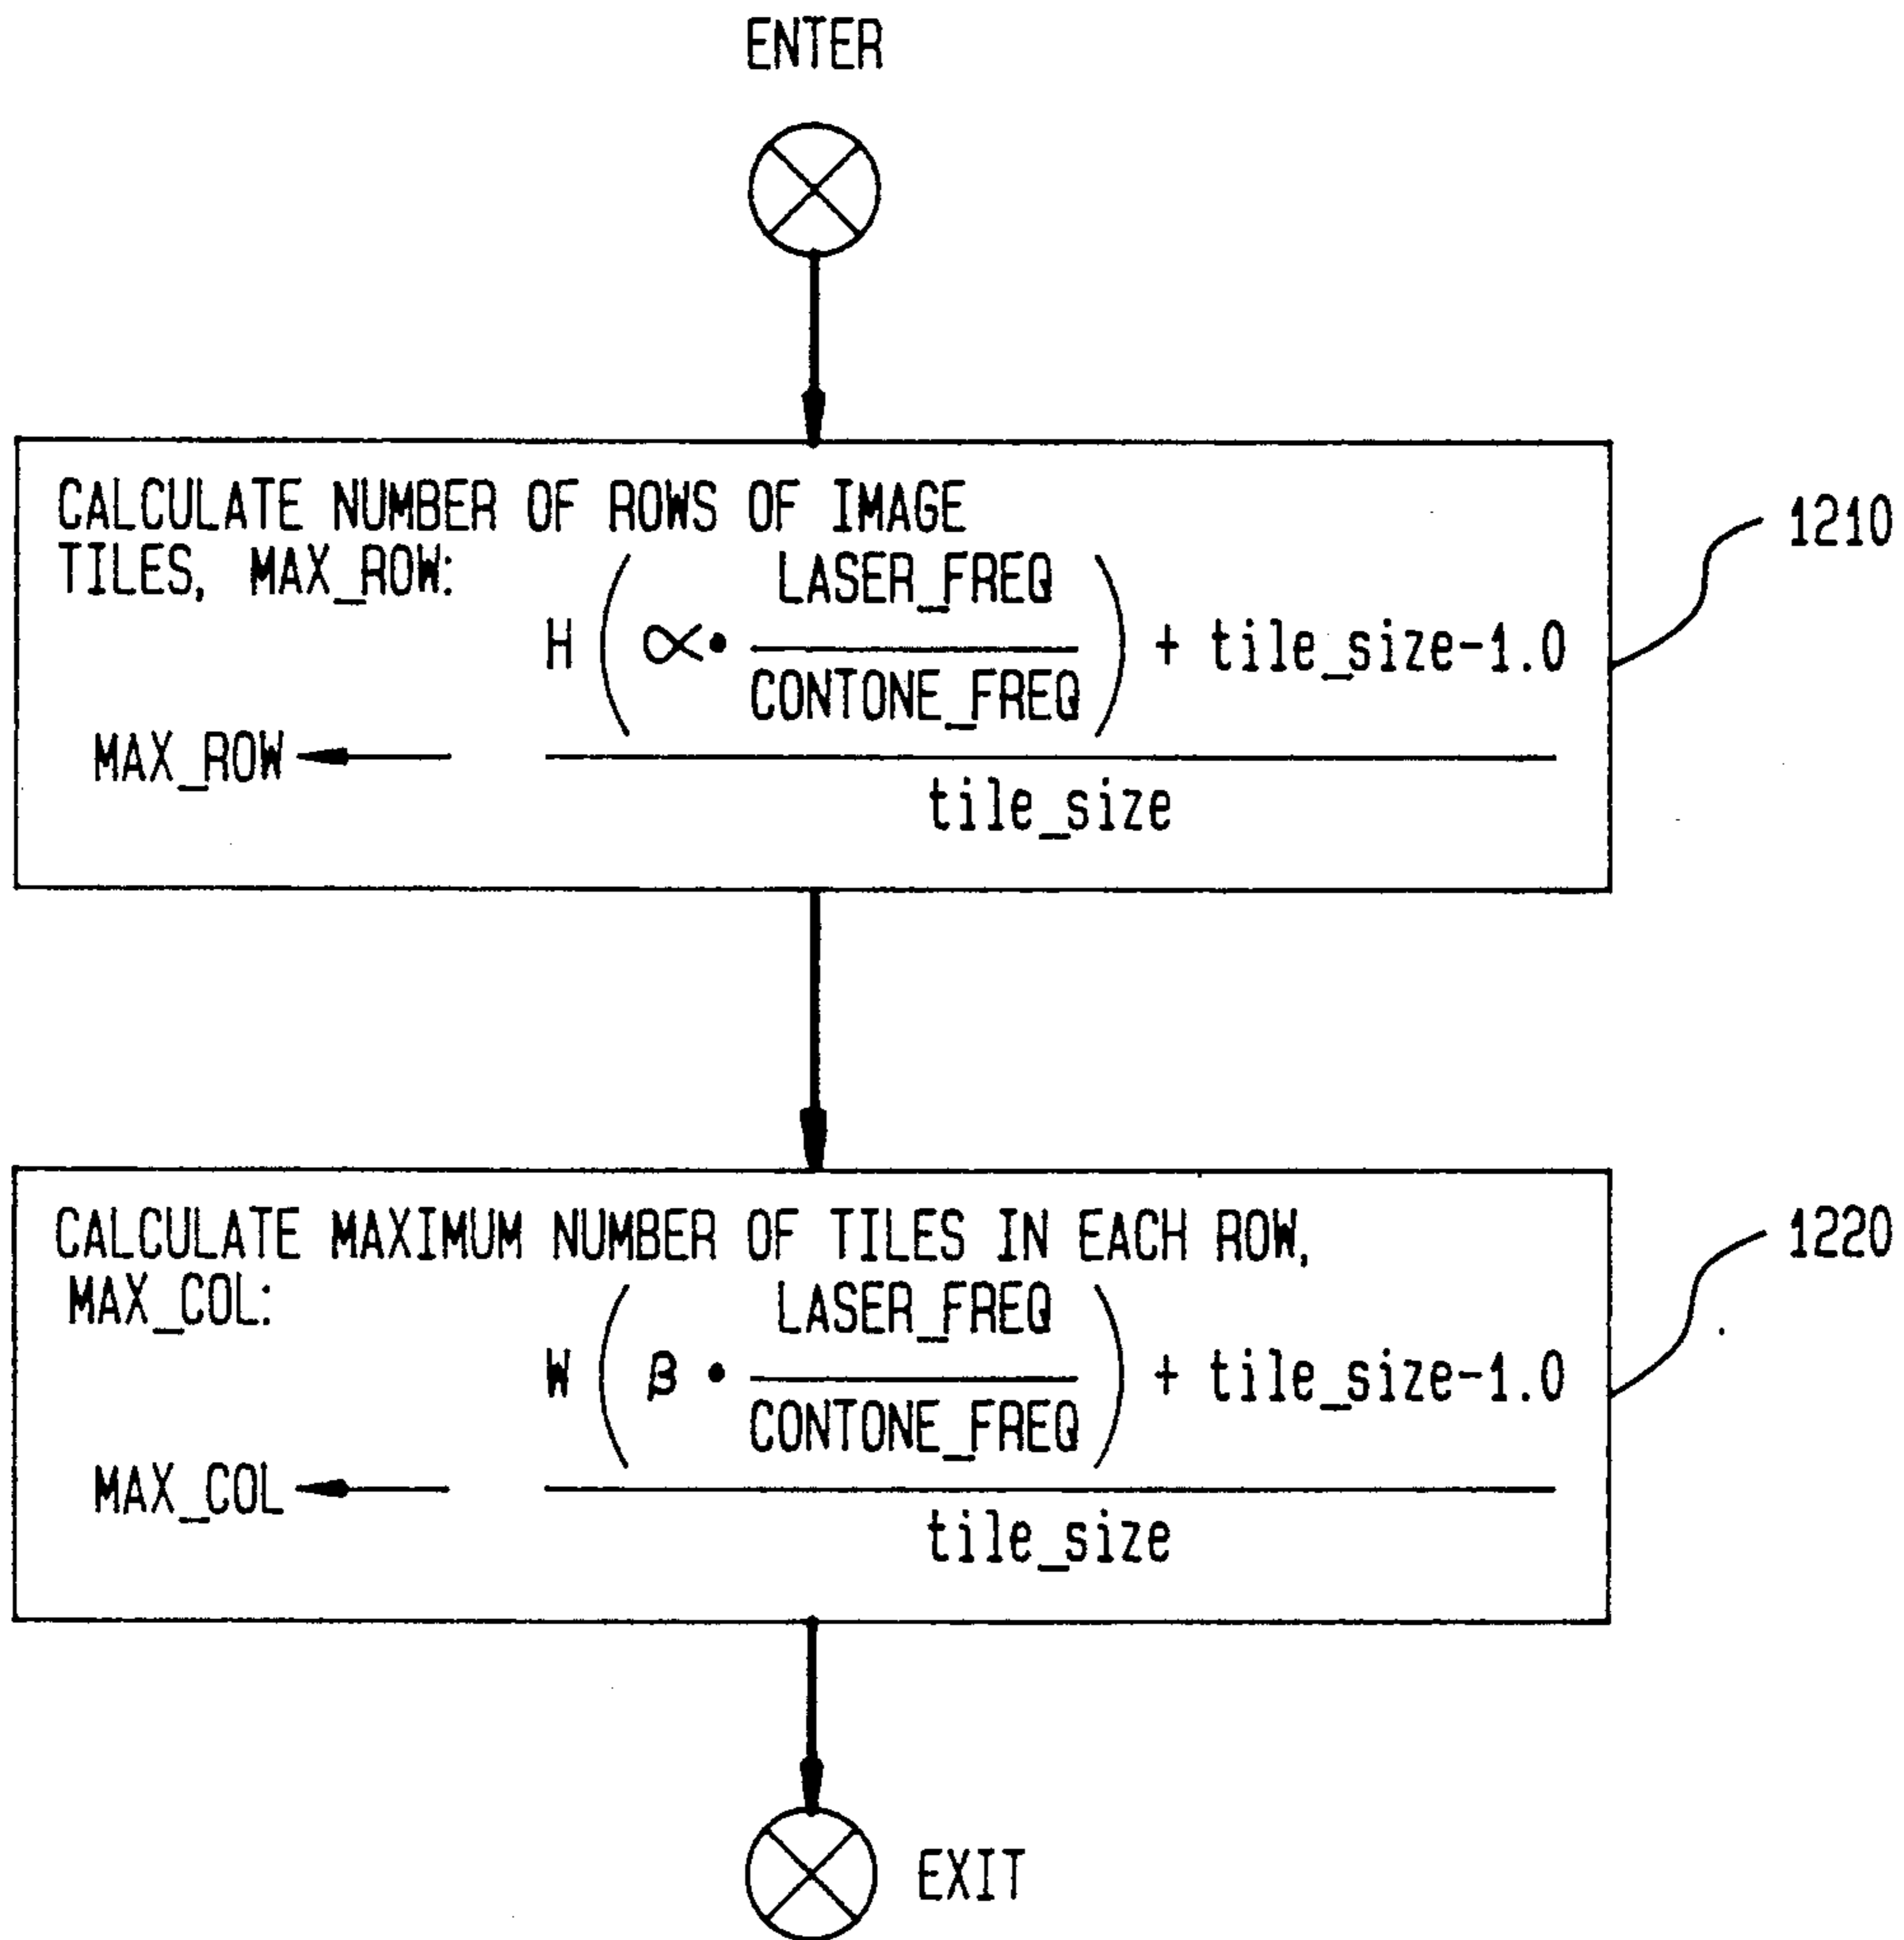 ENTER
CALCULATE NUMBER OF ROWS OF IMAGE
TILES, MAX_ROW:
LASER_FREQ
H ( ∝• ) + tile_size-1.0
CONTONE_FREQ
MAX_ROW
tile_size
1210
CALCULATE MAXIMUM NUMBER OF TILES IN EACH ROW,
MAX_COL:
LASER_FREQ
W ( β • ) + tile_size-1.0
CONTONE_FREQ
MAX_COL
tile_size
1220
EXIT